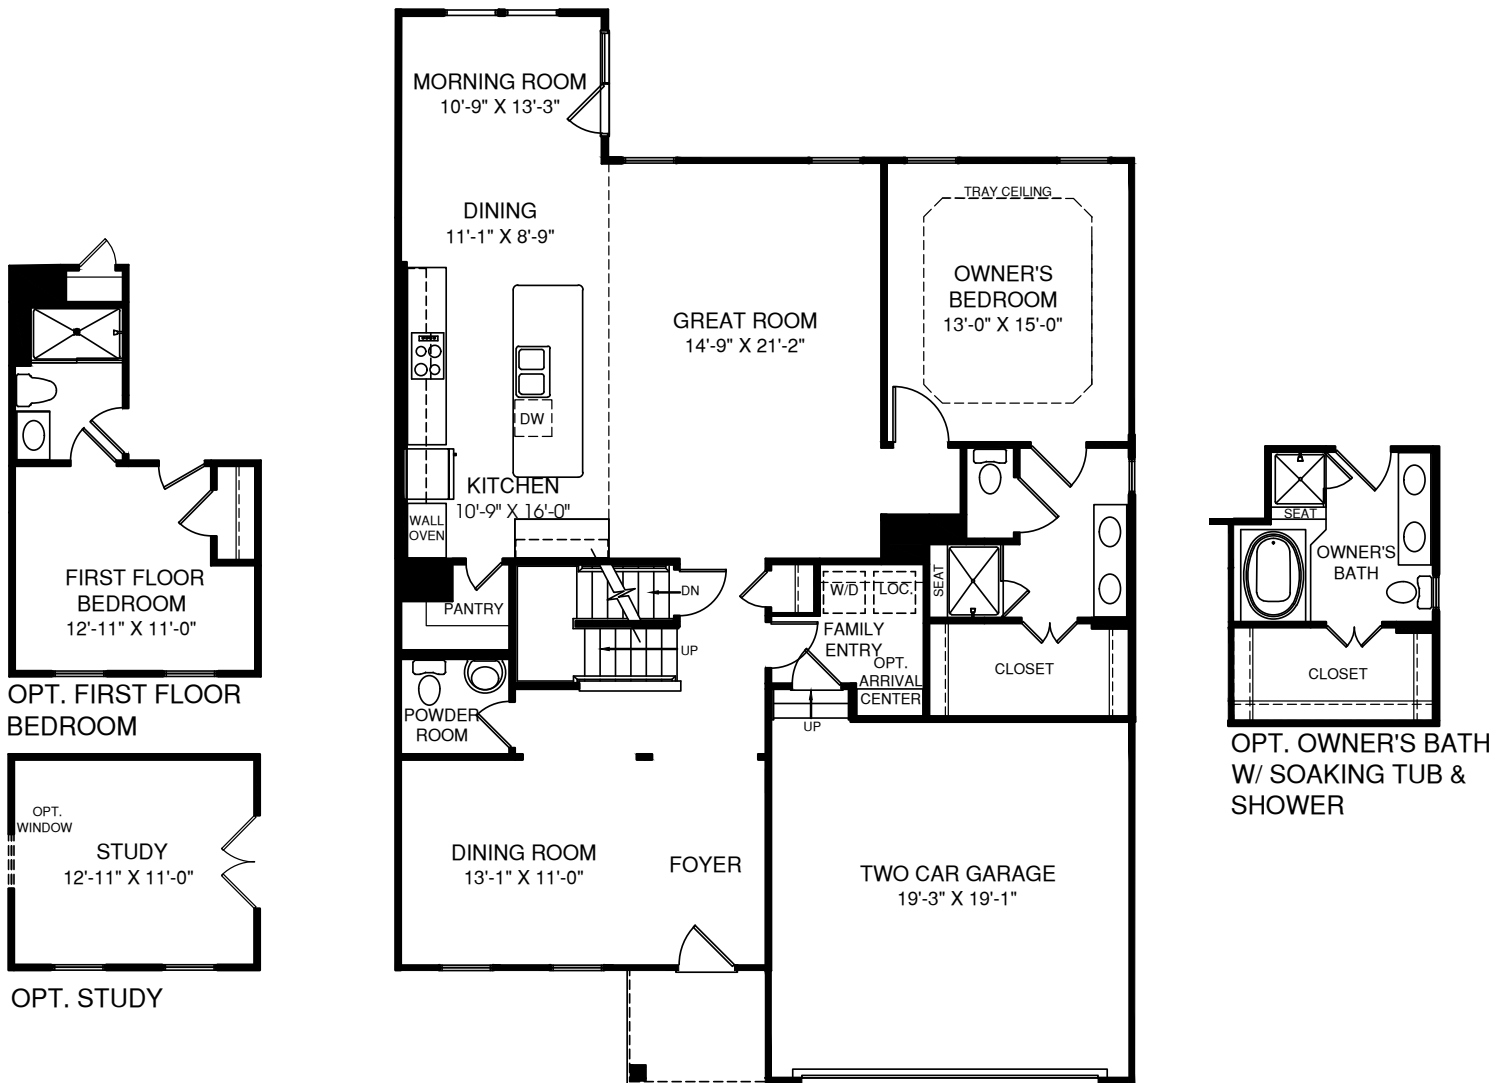 MORNING ROOM
10'-9" X 13'-3"
DINING
11'-1" X 8'-9"
TRAY CEILING
OWNER'S
BEDROOM
13'-0" X 15'-0"
GREAT ROOM
14'-9" X 21'-2"
DW
KITCHEN
10'-9" X 16'-0"
WALL
OVEN
PANTRY
DN
UP
W/D
LOC.
FAMILY
ENTRY
OPT.
ARRIVAL
CENTER
SEAT
CLOSET
POWDER
ROOM
UP
DINING ROOM
13'-1" X 11'-0"
FOYER
TWO CAR GARAGE
19'-3" X 19'-1"
FIRST FLOOR
BEDROOM
12'-11" X 11'-0"
OPT. FIRST FLOOR
BEDROOM
OPT.
WINDOW
STUDY
12'-11" X 11'-0"
OPT. STUDY
SEAT
OWNER'S
BATH
CLOSET
OPT. OWNER'S BATH
W/ SOAKING TUB &
SHOWER